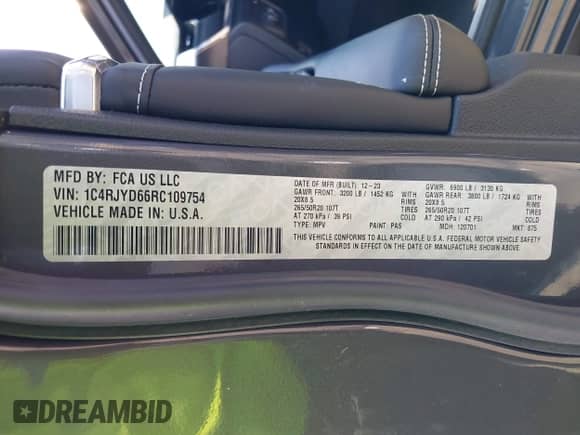 MFD BY: FCA US LLC
VIN: 1C4RJYD66RC109754
VEHICLE MADE IN: U.S.A.
DATE OF MFR (BUILT) 12-23 GVWR: 6900 LB / 3130 KG
GAWR FRONT: 3200 LB / 1452 KG WITH GAWR REAR: 3800 LB / 1724 KG WITH
20X8.5 RIMS 20X8.5 RIMS
265/50R20 107T TIRES 265/50R20 107T TIRES
AT 270 kPa / 39 PSI COLD AT 290 kPa / 42 PSI COLD
TYPE: MPV PAINT: PAS MDH: 120701 MKT: 675
THIS VEHICLE CONFORMS TO ALL APPLICABLE U.S.A. FEDERAL MOTOR VEHICLE SAFETY
STANDARDS IN EFFECT ON THE DATE OF MANUFACTURE SHOWN ABOVE.
DREAMBID